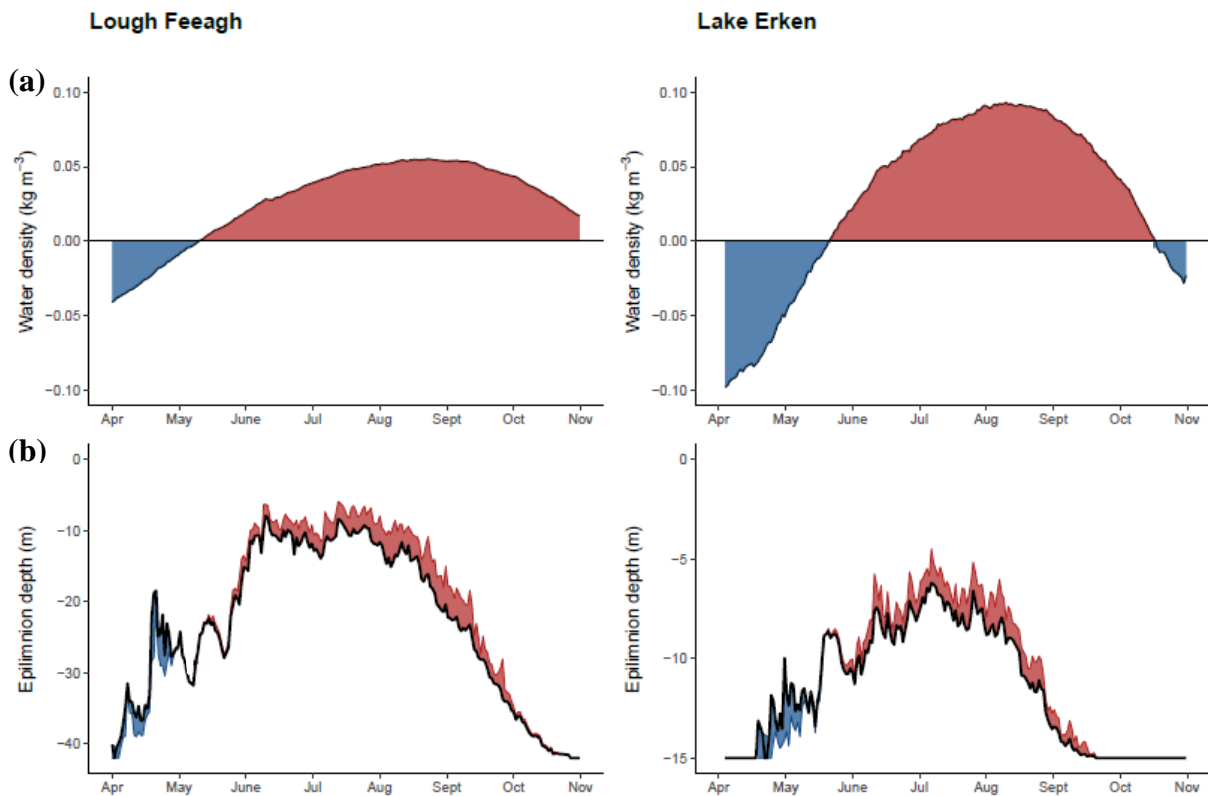 Lough Feeagh
Lake Erken
(a)
Water density (kg m⁻³)
0.10
0.05
0.00
−0.05
−0.10
Apr May June Jul Aug Sept Oct Nov
Water density (kg m⁻³)
0.10
0.05
0.00
−0.05
−0.10
Apr May June Jul Aug Sept Oct Nov
(b)
Epilimnion depth (m)
0
−10
−20
−30
−40
Apr May June Jul Aug Sept Oct Nov
Epilimnion depth (m)
0
−5
−10
−15
Apr May June Jul Aug Sept Oct Nov